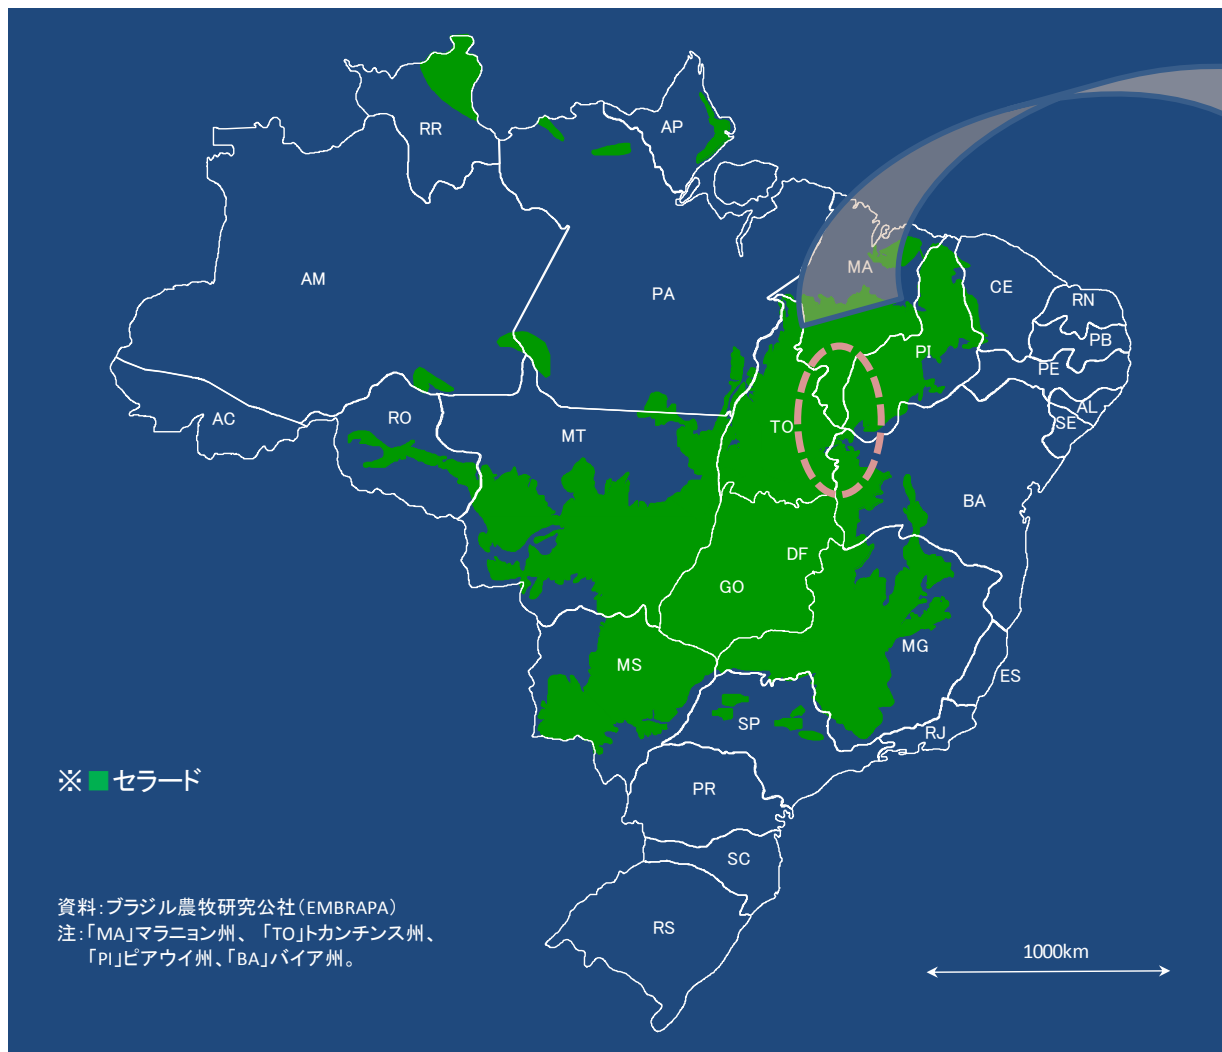 RR
AP
AM
PA
MA
CE
RN
PB
PI
PE
AL
SE
AC
RO
MT
TO
BA
DF
GO
MG
MS
ES
SP
RJ
PR
SC
RS
※■セラード
資料：ブラジル農牧研究公社（EMBRAPA）
注：「MA」マラニョン州、「TO」トカンチンス州、
「PI」ピアウイ州、「BA」バイア州。
1000km